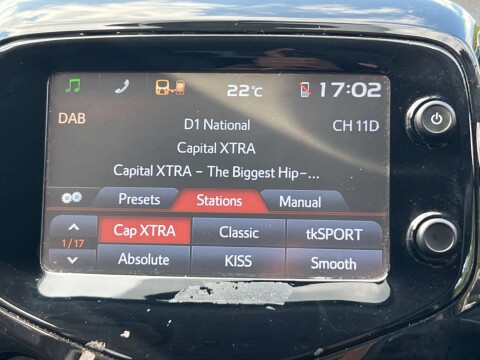 22°C 17:02
DAB D1 National CH 11D
Capital XTRA
Capital XTRA - The Biggest Hip-...
Presets Stations Manual
Cap XTRA Classic tkSPORT
1/17
Absolute KISS Smooth